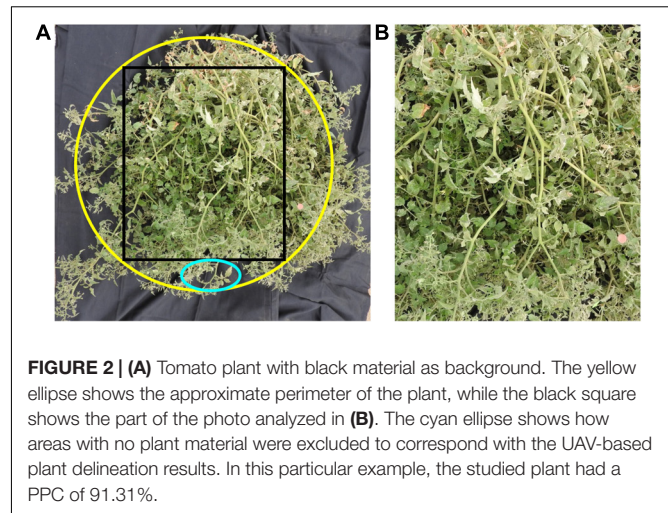 A
B
FIGURE 2 | (A) Tomato plant with black material as background. The yellow
ellipse shows the approximate perimeter of the plant, while the black square
shows the part of the photo analyzed in (B). The cyan ellipse shows how
areas with no plant material were excluded to correspond with the UAV-based
plant delineation results. In this particular example, the studied plant had a
PPC of 91.31%.